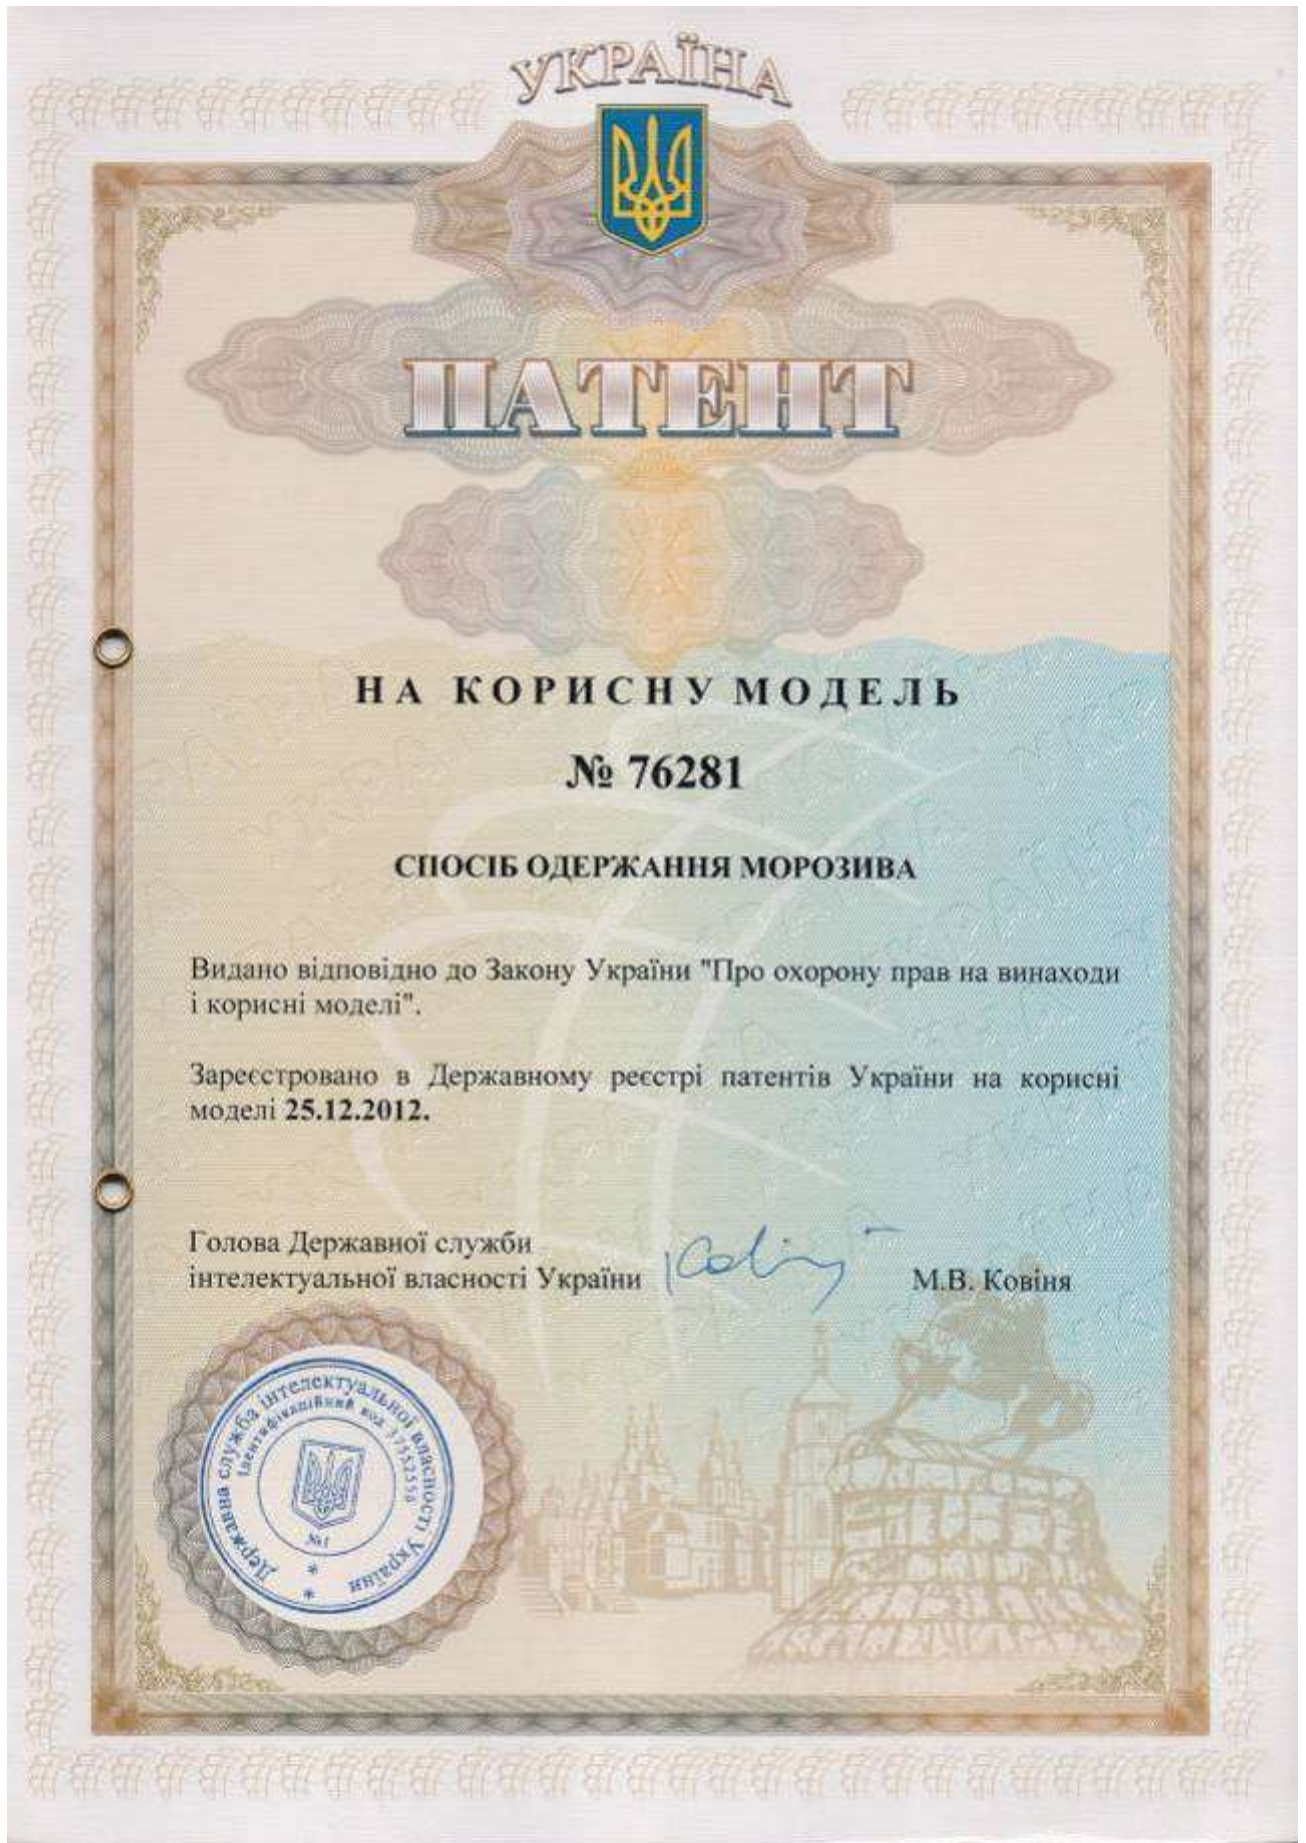 УКРАЇНА
ПАТЕНТ
НА КОРИСНУ МОДЕЛЬ
№ 76281
СПОСІБ ОДЕРЖАННЯ МОРОЗИВА
Видано відповідно до Закону України "Про охорону прав на винаходи
і корисні моделі".
Зареєстровано в Державному реєстрі патентів України на корисні
моделі 25.12.2012.
Голова Державної служби
інтелектуальної власності України
М.В. Ковіня
Державна служба інтелектуальної власності України
Ідентифікаційний код
№1